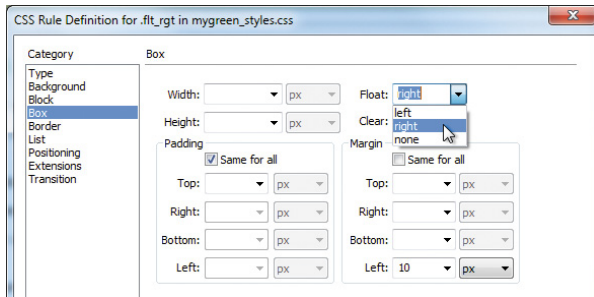 CSS Rule Definition for .flt_rgt in mygreen_styles.css
x
Category
Box
Type
Background
Block
Box
Border
List
Positioning
Extensions
Transition
Width: px Float: right
left
right
none
Height: px Clear:
Padding
Same for all
Top: px
Right: px
Bottom: px
Left: px
Margin
Same for all
Top: px
Right: px
Bottom: px
Left: 10 px